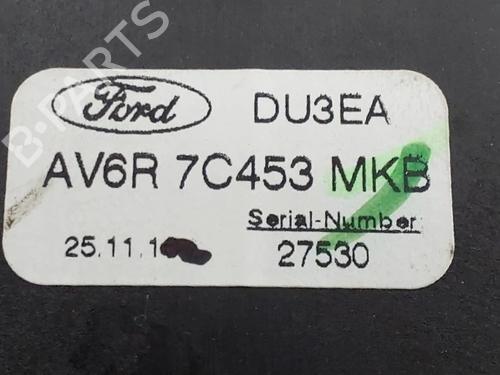 B-PARTS
Ford DU3EA
AV6R 7C453 MKB
Serial-Number
25.11.1 27530